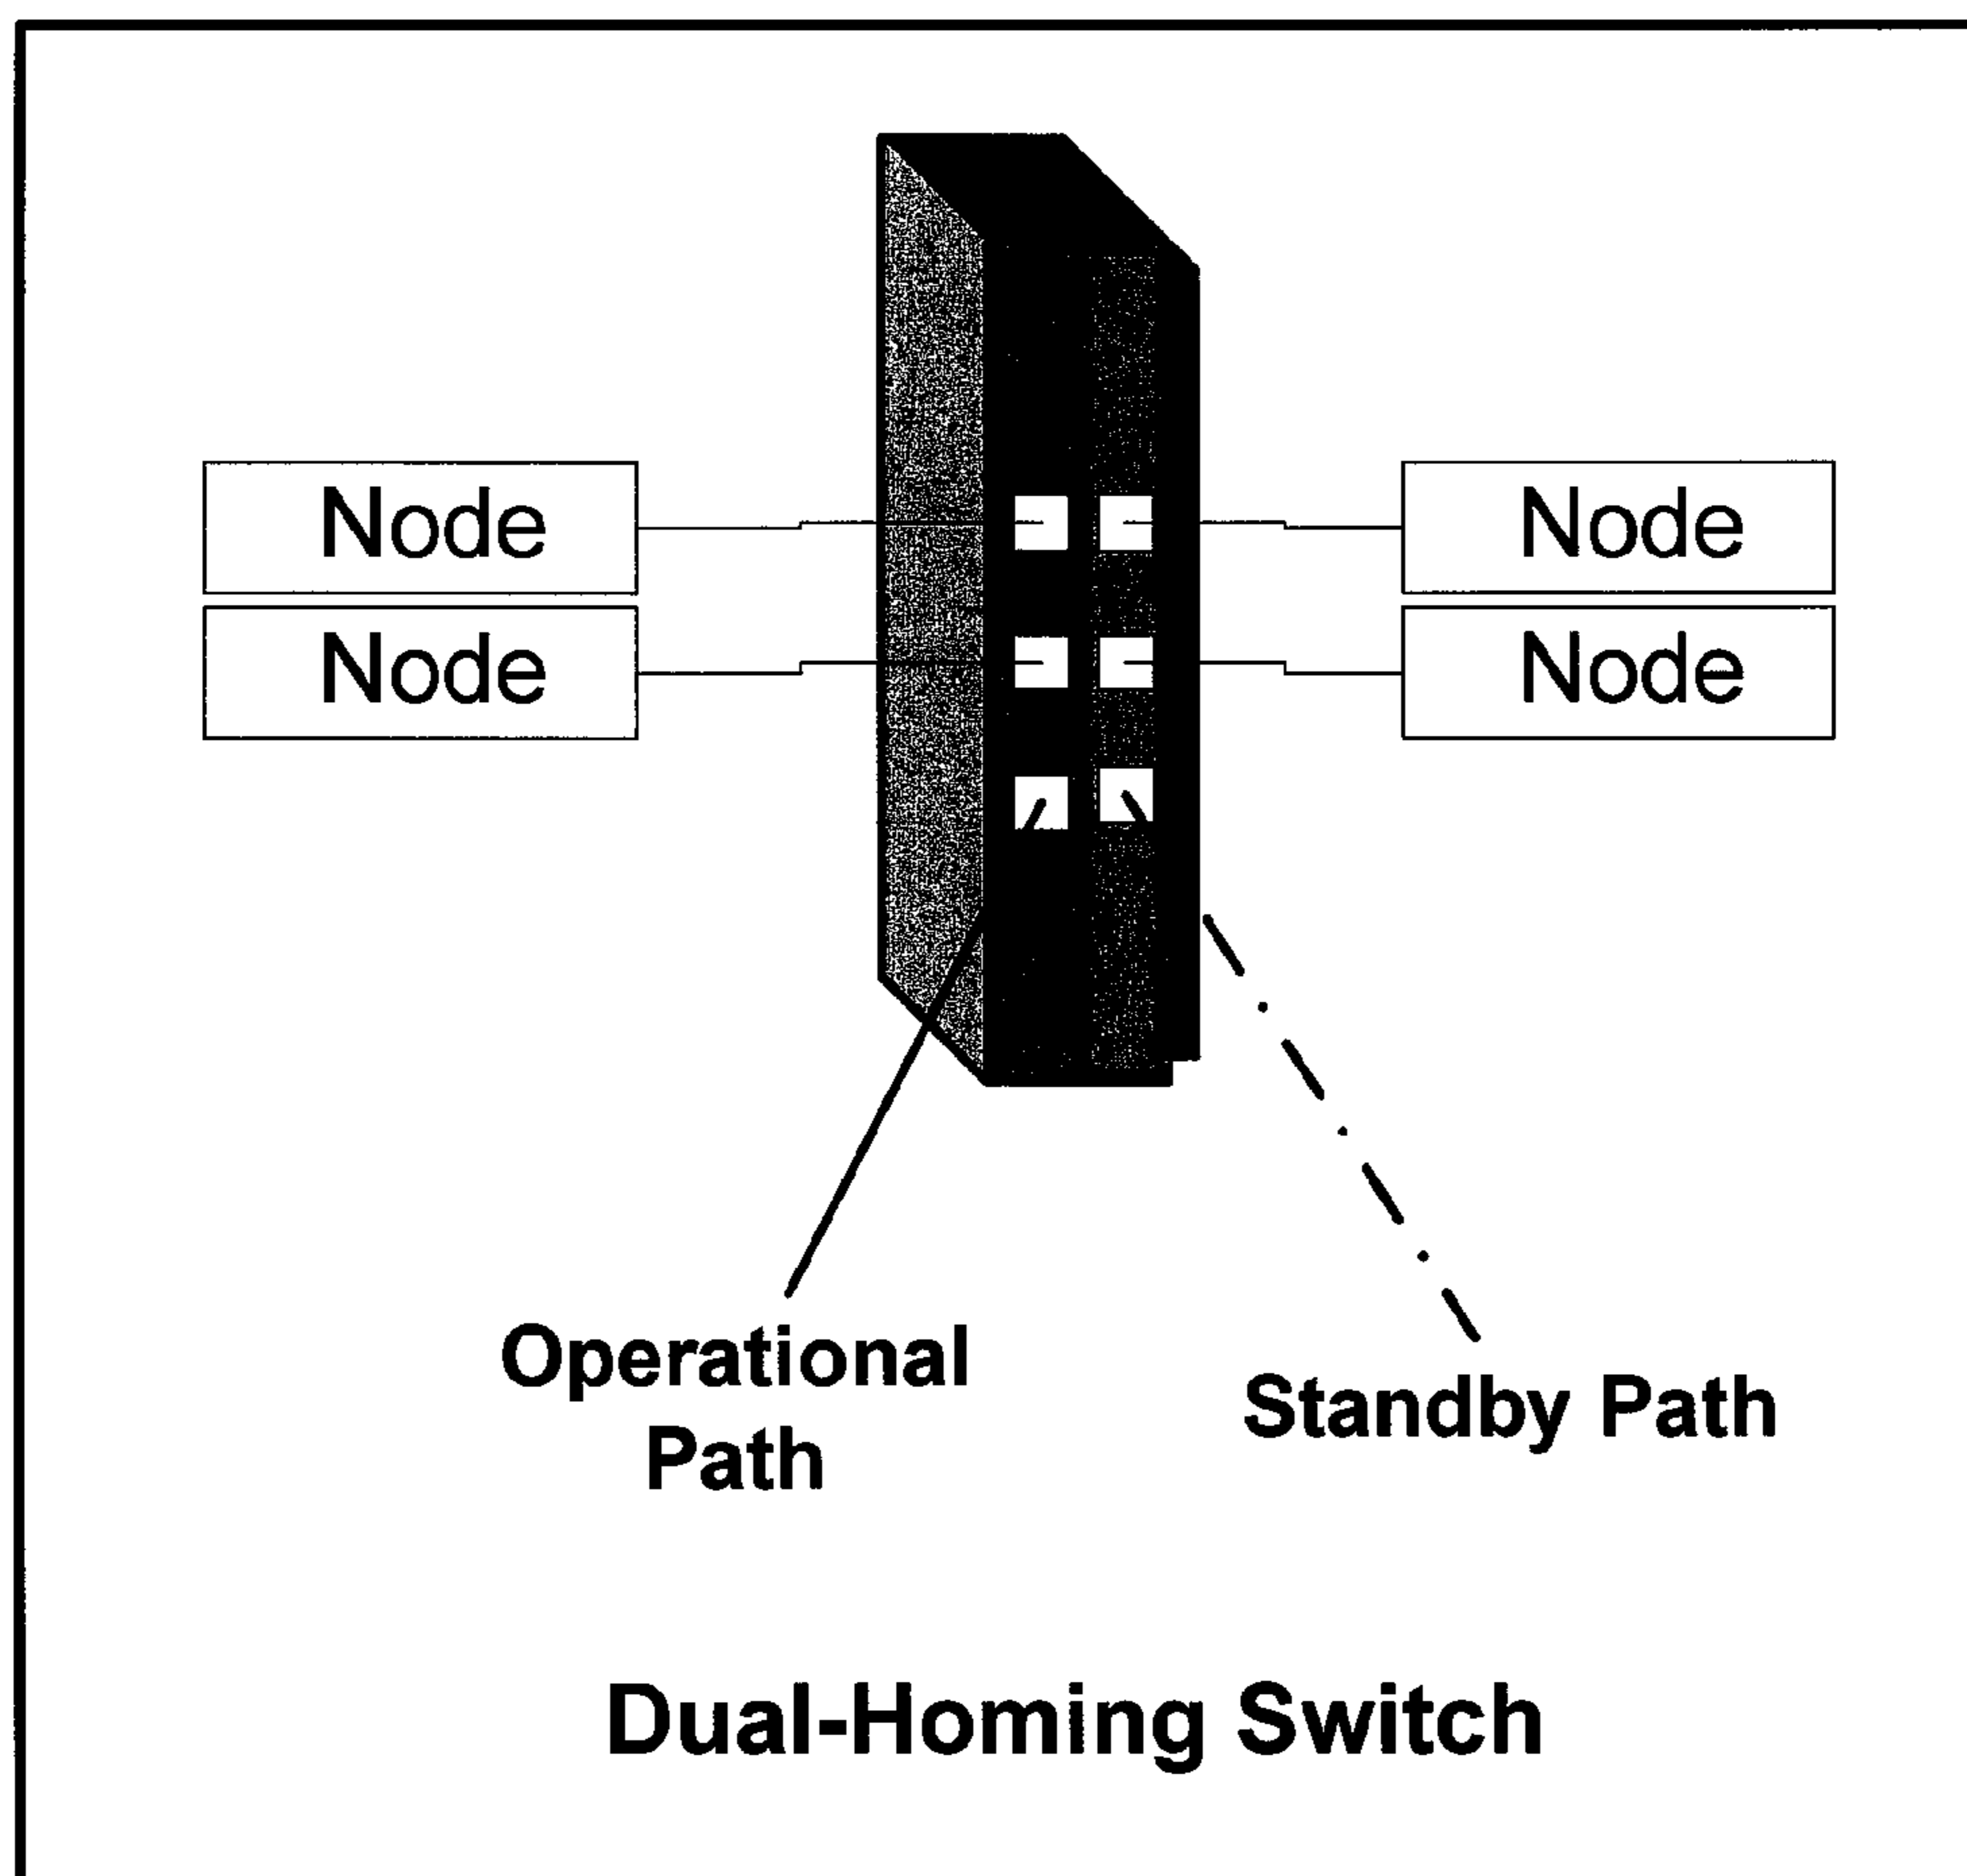 Node
Node
Node
Node
Operational
Path
Standby Path
Dual-Homing Switch